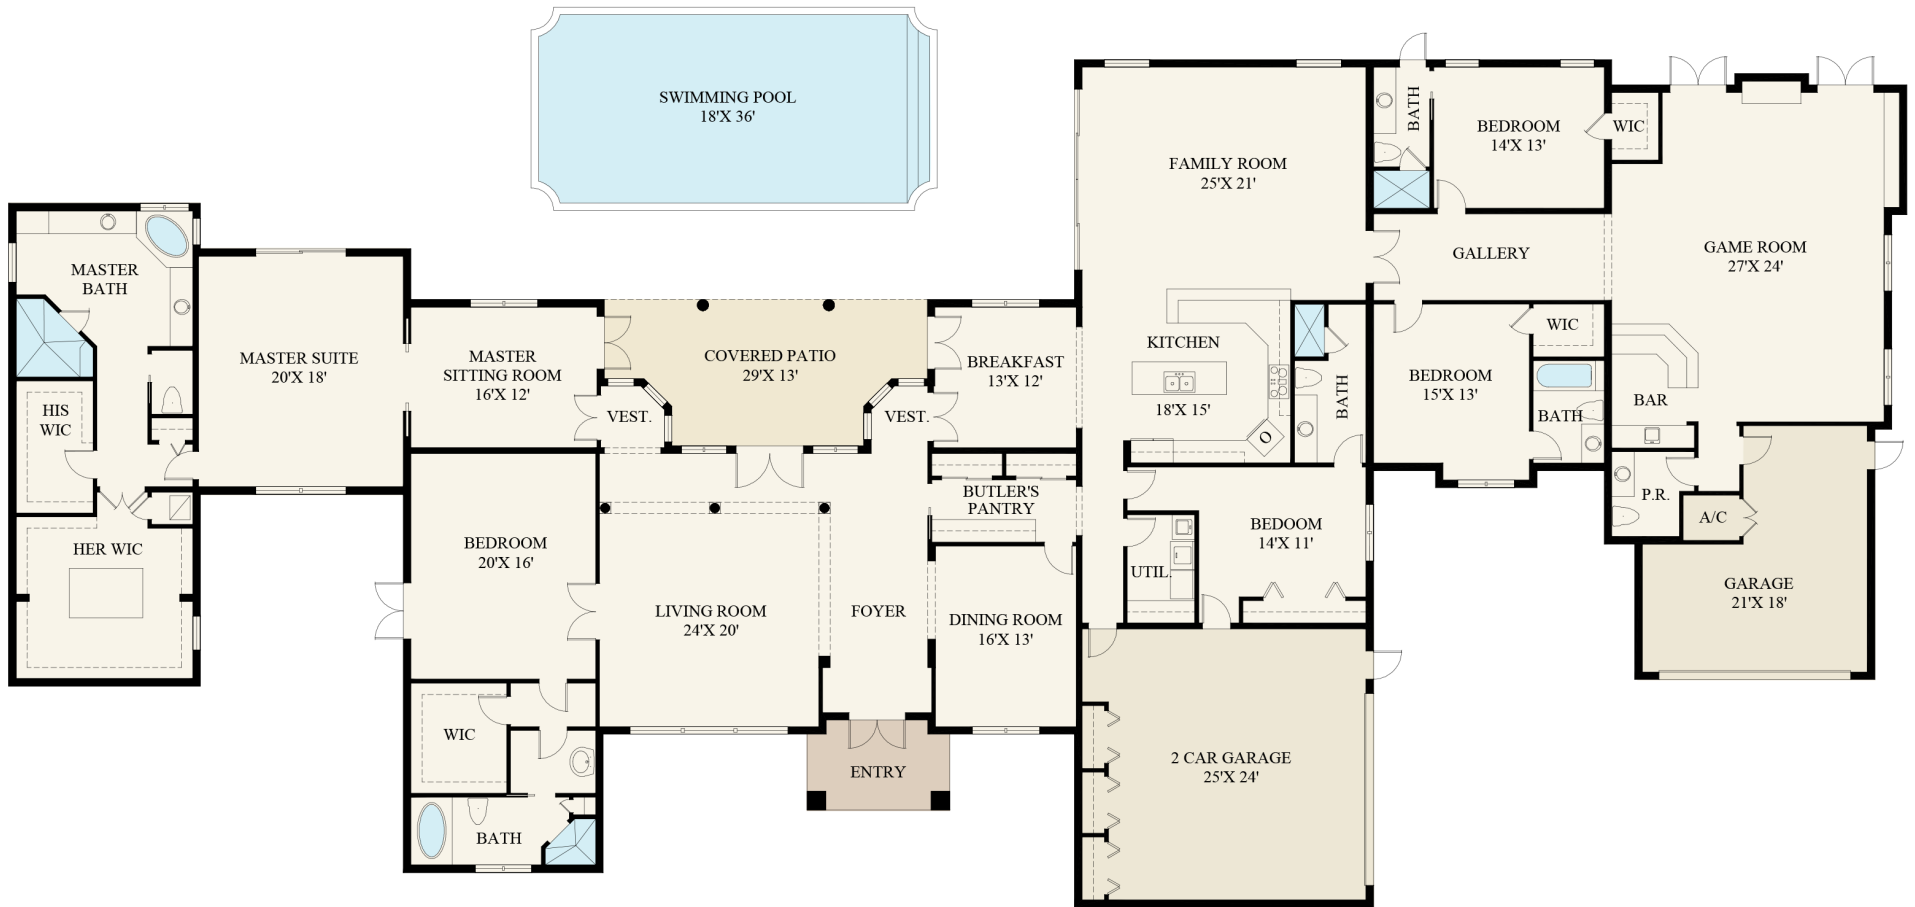 SWIMMING POOL
18'X 36'
BATH
BEDROOM
14'X 13'
WIC
FAMILY ROOM
25'X 21'
GALLERY
GAME ROOM
27'X 24'
MASTER
BATH
MASTER SUITE
20'X 18'
MASTER
SITTING ROOM
16'X 12'
COVERED PATIO
29'X 13'
BREAKFAST
13'X 12'
KITCHEN
18'X 15'
BATH
BEDROOM
15'X 13'
WIC
BATH
BAR
HIS
WIC
VEST.
VEST.
BUTLER'S
PANTRY
P.R.
A/C
HER WIC
BEDROOM
20'X 16'
BEDOOM
14'X 11'
UTIL.
LIVING ROOM
24'X 20'
FOYER
DINING ROOM
16'X 13'
GARAGE
21'X 18'
WIC
ENTRY
2 CAR GARAGE
25'X 24'
BATH